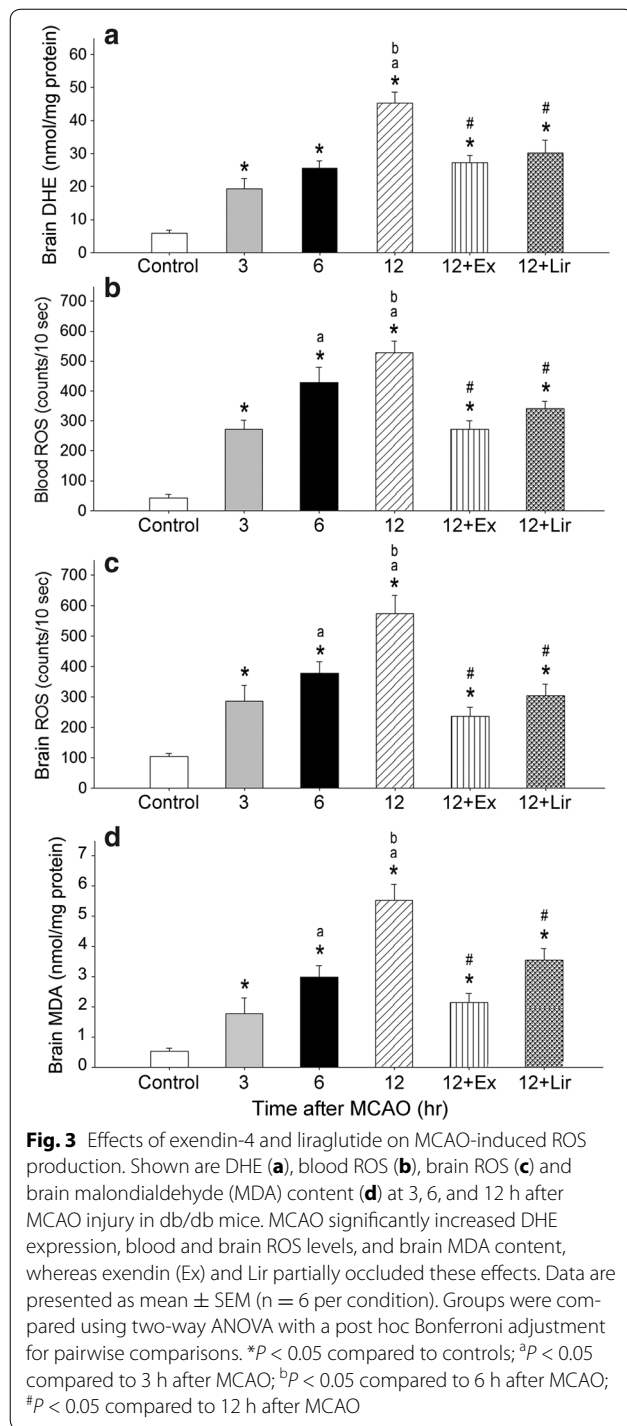 a
Brain DHE (nmol/mg protein)
60
50
40
30
20
10
0
* * b a * # * # *
Control 3 6 12 12+Ex 12+Lir
b
Blood ROS (counts/10 sec)
700
600
500
400
300
200
100
0
* a * b a * # * # *
Control 3 6 12 12+Ex 12+Lir
c
Brain ROS (counts/10 sec)
700
600
500
400
300
200
100
0
* a * b a * # * # *
Control 3 6 12 12+Ex 12+Lir
d
Brain MDA (nmol/mg protein)
7
6
5
4
3
2
1
0
* a * b a * # * # *
Control 3 6 12 12+Ex 12+Lir
Time after MCAO (hr)
Fig. 3 Effects of exendin-4 and liraglutide on MCAO-induced ROS
production. Shown are DHE (a), blood ROS (b), brain ROS (c) and
brain malondialdehyde (MDA) content (d) at 3, 6, and 12 h after
MCAO injury in db/db mice. MCAO significantly increased DHE
expression, blood and brain ROS levels, and brain MDA content,
whereas exendin (Ex) and Lir partially occluded these effects. Data are
presented as mean ± SEM (n = 6 per condition). Groups were com-
pared using two-way ANOVA with a post hoc Bonferroni adjustment
for pairwise comparisons. *P < 0.05 compared to controls; aP < 0.05
compared to 3 h after MCAO; bP < 0.05 compared to 6 h after MCAO;
#P < 0.05 compared to 12 h after MCAO